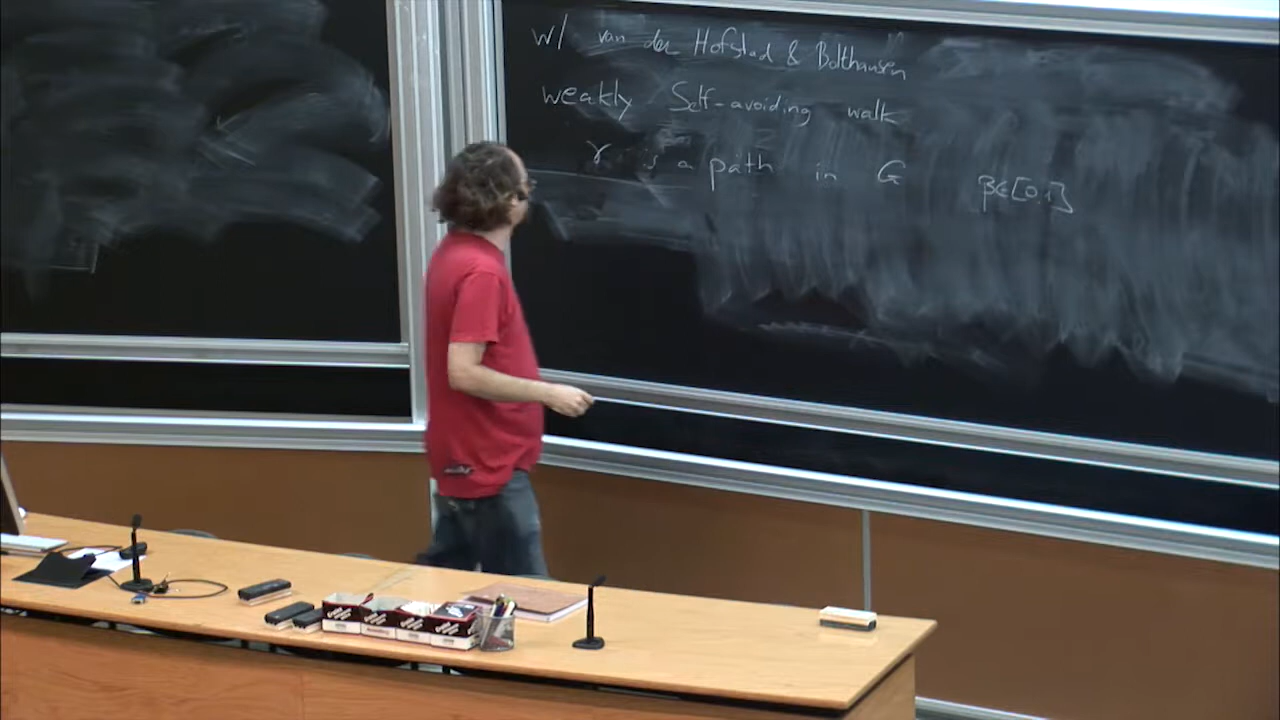 w/ van der Hofstad & Bolthausen
weakly Self-avoiding walk
γ is a path in G β∈[0,1]